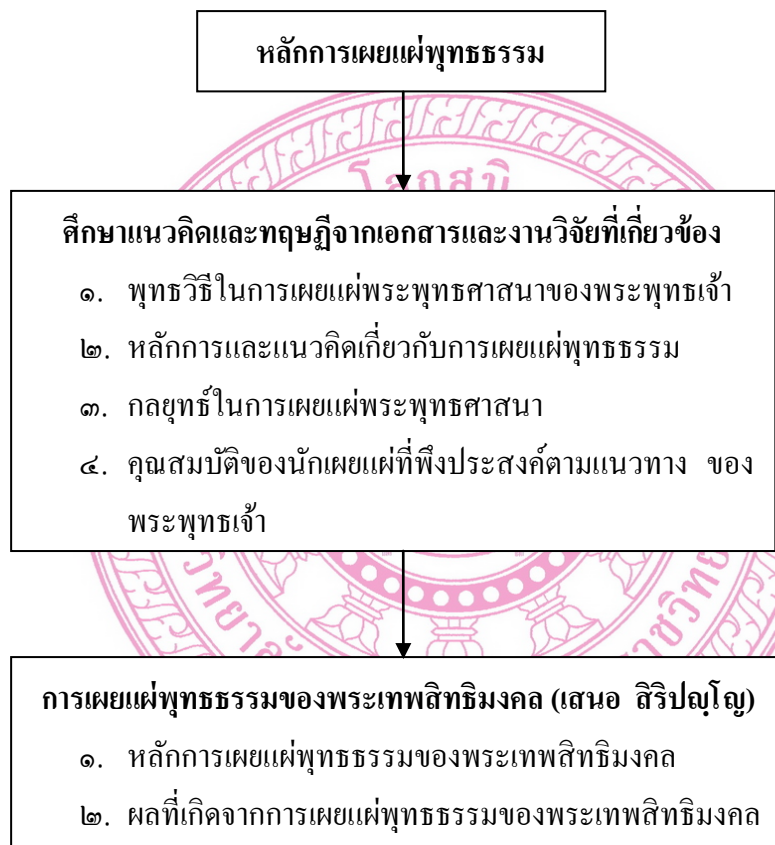 หลักการเผยแผ่พุทธธรรม
โลกสฺมิ
ศึกษาแนวคิดและทฤษฎีจากเอกสารและงานวิจัยที่เกี่ยวข้อง
๑. พุทธวิธีในการเผยแผ่พระพุทธศาสนาของพระพุทธเจ้า
๒. หลักการและแนวคิดเกี่ยวกับการเผยแผ่พุทธธรรม
๓. กลยุทธ์ในการเผยแผ่พระพุทธศาสนา
๔. คุณสมบัติของนักเผยแผ่ที่พึงประสงค์ตามแนวทาง ของ
พระพุทธเจ้า
การเผยแผ่พุทธธรรมของพระเทพสิทธิมงคล (เสนอ สิริปญฺโญ)
๑. หลักการเผยแผ่พุทธธรรมของพระเทพสิทธิมงคล
๒. ผลที่เกิดจากการเผยแผ่พุทธธรรมของพระเทพสิทธิมงคล